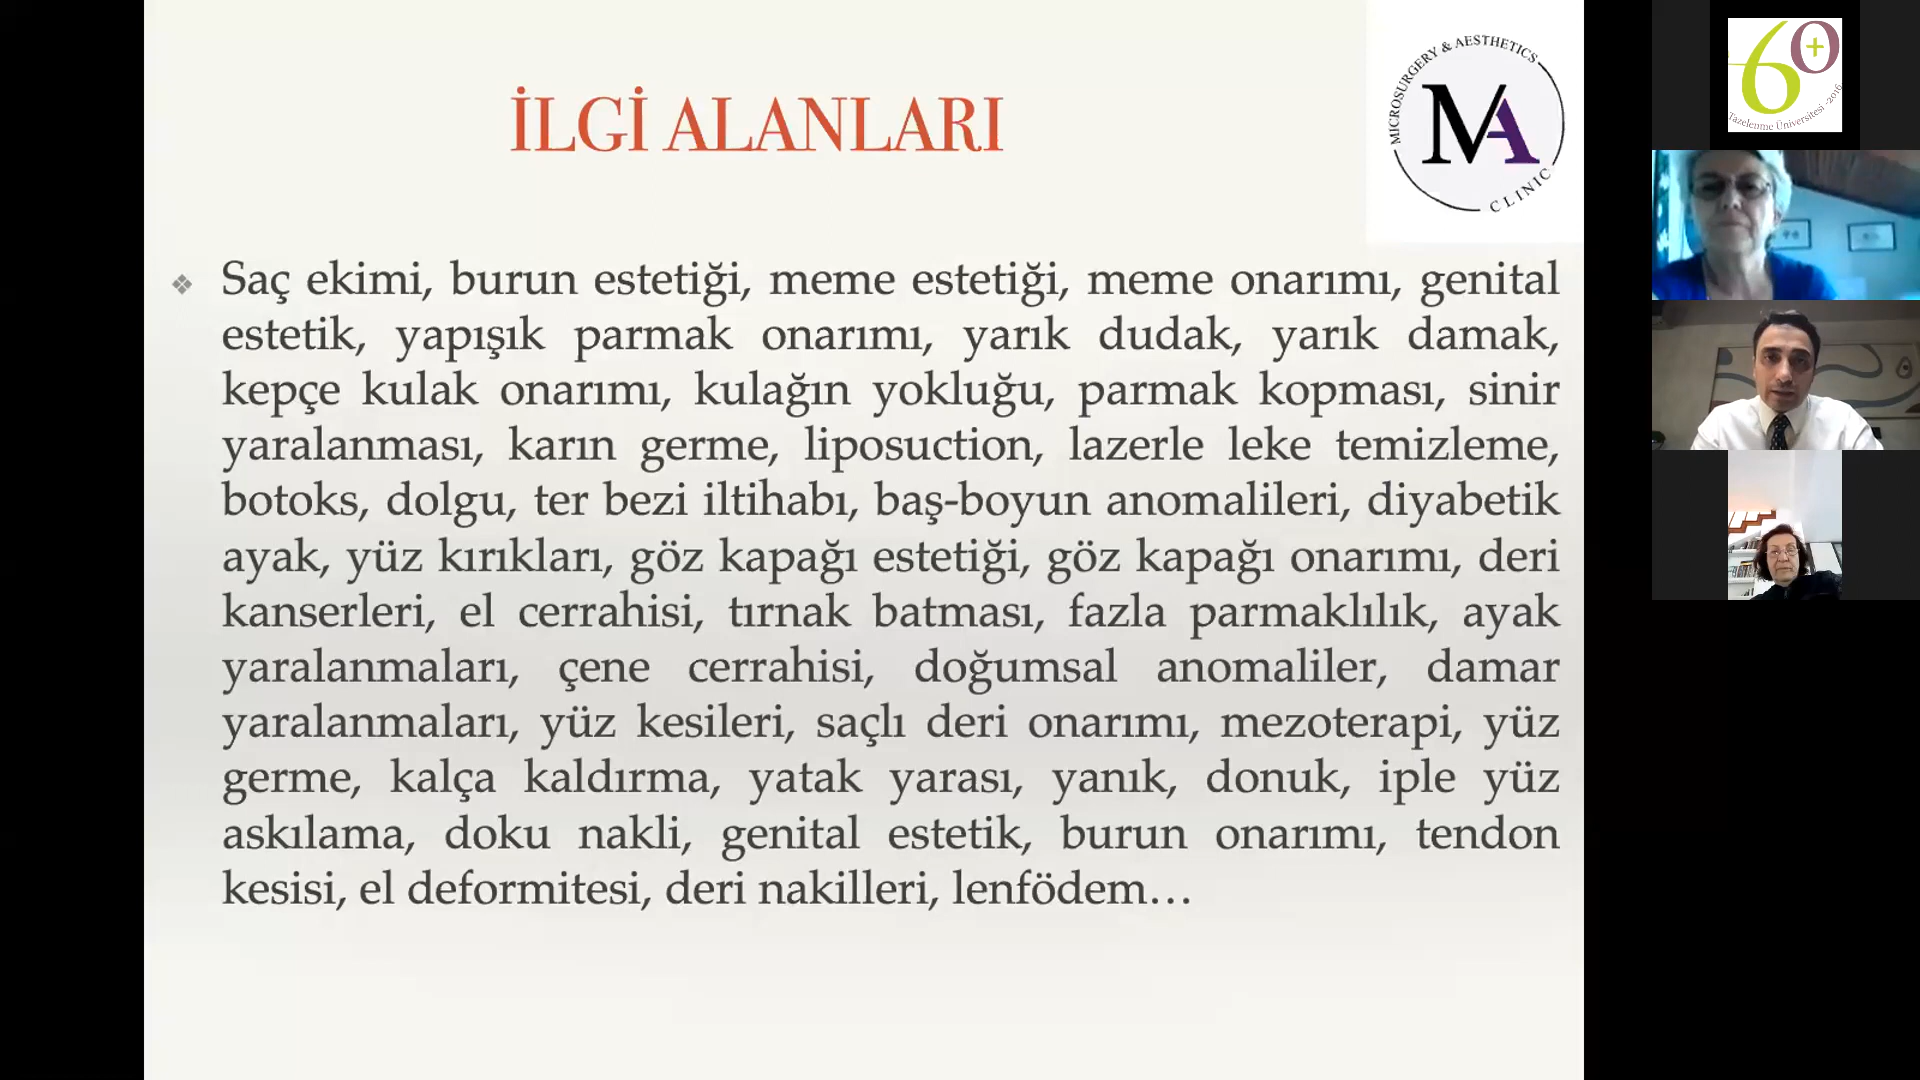 İLGİ ALANLARI
MICROSURGERY & AESTHETICS
MA
CLINIC
Saç ekimi, burun estetiği, meme estetiği, meme onarımı, genital
estetik, yapışık parmak onarımı, yarık dudak, yarık damak,
kepçe kulak onarımı, kulağın yokluğu, parmak kopması, sinir
yaralanması, karın germe, liposuction, lazerle leke temizleme,
botoks, dolgu, ter bezi iltihabı, baş-boyun anomalileri, diyabetik
ayak, yüz kırıkları, göz kapağı estetiği, göz kapağı onarımı, deri
kanserleri, el cerrahisi, tırnak batması, fazla parmaklılık, ayak
yaralanmaları, çene cerrahisi, doğumsal anomaliler, damar
yaralanmaları, yüz kesileri, saçlı deri onarımı, mezoterapi, yüz
germe, kalça kaldırma, yatak yarası, yanık, donuk, iple yüz
askılama, doku nakli, genital estetik, burun onarımı, tendon
kesisi, el deformitesi, deri nakilleri, lenfödem…
60+
Tazelenme Üniversitesi -2016